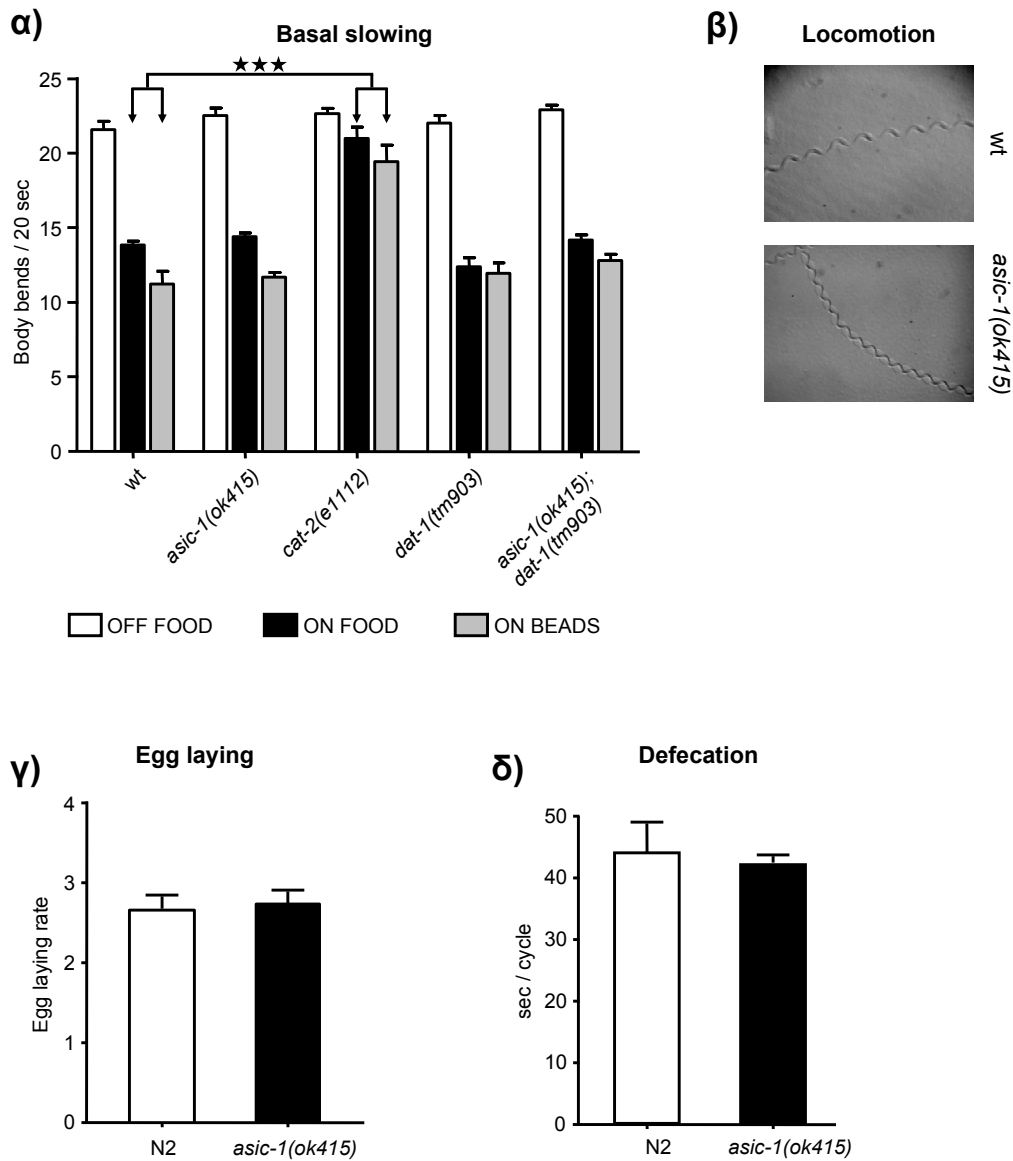 α)
Basal slowing
★★★
25
20
15
10
5
0
Body bends / 20 sec
wt
asic-1(ok415)
cat-2(e1112)
dat-1(tm903)
asic-1(ok415);
dat-1(tm903)
OFF FOOD
ON FOOD
ON BEADS
β)
Locomotion
wt
asic-1(ok415)
γ)
Egg laying
4
3
2
1
0
Egg laying rate
N2
asic-1(ok415)
δ)
Defecation
50
40
30
20
10
0
sec / cycle
N2
asic-1(ok415)